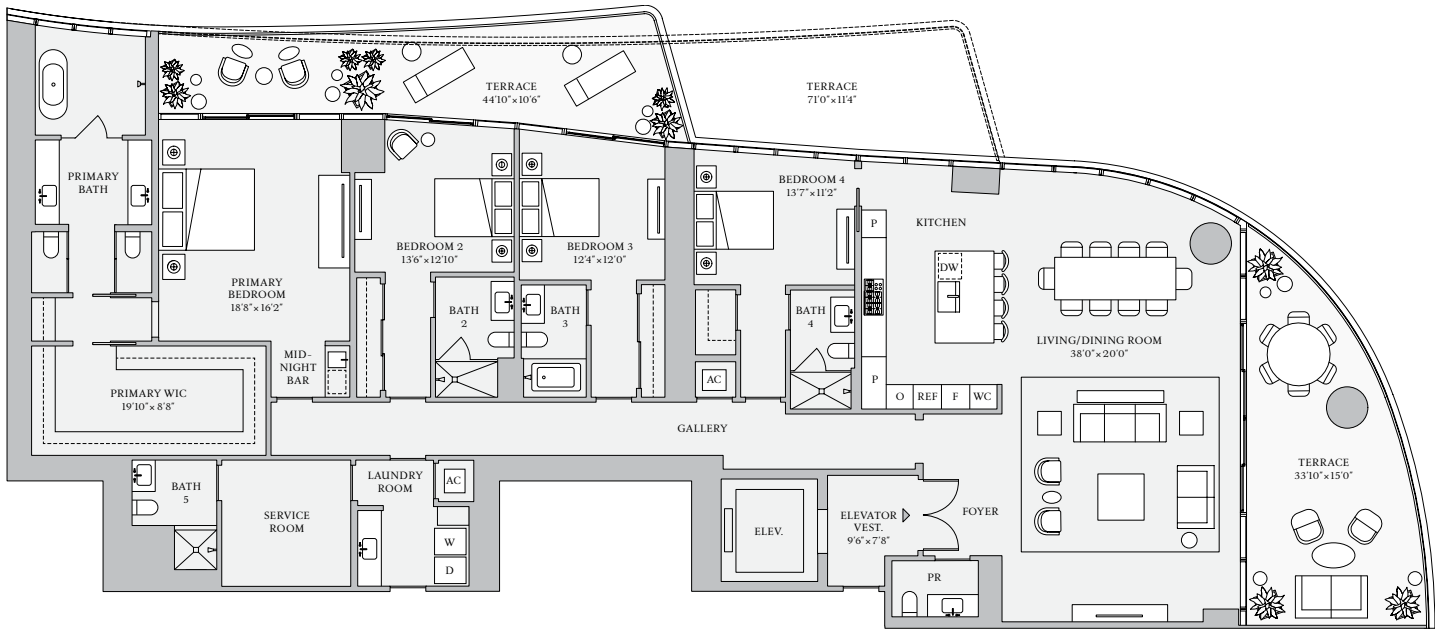 TERRACE
44'10"×10'6"
TERRACE
71'0"×11'4"
PRIMARY
BATH
BEDROOM 4
13'7"×11'2"
P
KITCHEN
BEDROOM 2
13'6"×12'10"
BEDROOM 3
12'4"×12'0"
DW
PRIMARY
BEDROOM
18'8"×16'2"
BATH
2
BATH
3
BATH
4
LIVING/DINING ROOM
38'0"×20'0"
MID-
NIGHT
BAR
AC
P
PRIMARY WIC
19'10"×8'8"
O
REF
F
WC
GALLERY
TERRACE
33'10"×15'0"
LAUNDRY
ROOM
AC
BATH
5
SERVICE
ROOM
ELEV.
ELEVATOR
VEST.
9'6"×7'8"
FOYER
W
D
PR